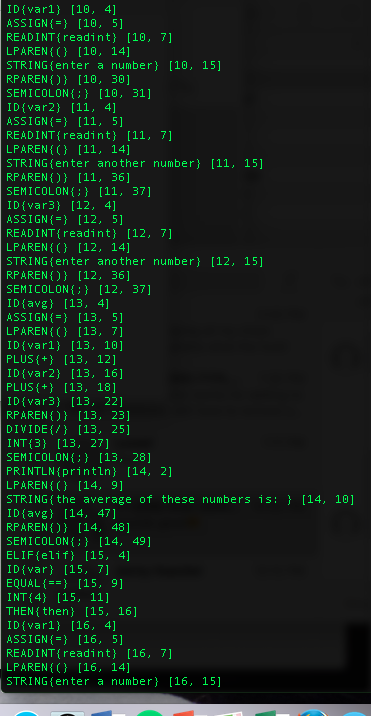 ID{var1} [10, 4]
ASSIGN{=} [10, 5]
READINT{readint} [10, 7]
LPAREN{(} [10, 14]
STRING{enter a number} [10, 15]
RPAREN{)} [10, 30]
SEMICOLON{;} [10, 31]
ID{var2} [11, 4]
ASSIGN{=} [11, 5]
READINT{readint} [11, 7]
LPAREN{(} [11, 14]
STRING{enter another number} [11, 15]
RPAREN{)} [11, 36]
SEMICOLON{;} [11, 37]
ID{var3} [12, 4]
ASSIGN{=} [12, 5]
READINT{readint} [12, 7]
LPAREN{(} [12, 14]
STRING{enter another number} [12, 15]
RPAREN{)} [12, 36]
SEMICOLON{;} [12, 37]
ID{avg} [13, 4]
ASSIGN{=} [13, 5]
LPAREN{(} [13, 7]
ID{var1} [13, 10]
PLUS{+} [13, 12]
ID{var2} [13, 16]
PLUS{+} [13, 18]
ID{var3} [13, 22]
RPAREN{)} [13, 23]
DIVIDE{/} [13, 25]
INT{3} [13, 27]
SEMICOLON{;} [13, 28]
PRINTLN{println} [14, 2]
LPAREN{(} [14, 9]
STRING{the average of these numbers is: } [14, 10]
ID{avg} [14, 47]
RPAREN{)} [14, 48]
SEMICOLON{;} [14, 49]
ELIF{elif} [15, 4]
ID{var} [15, 7]
EQUAL{==} [15, 9]
INT{4} [15, 11]
THEN{then} [15, 16]
ID{var1} [16, 4]
ASSIGN{=} [16, 5]
READINT{readint} [16, 7]
LPAREN{(} [16, 14]
STRING{enter a number} [16, 15]